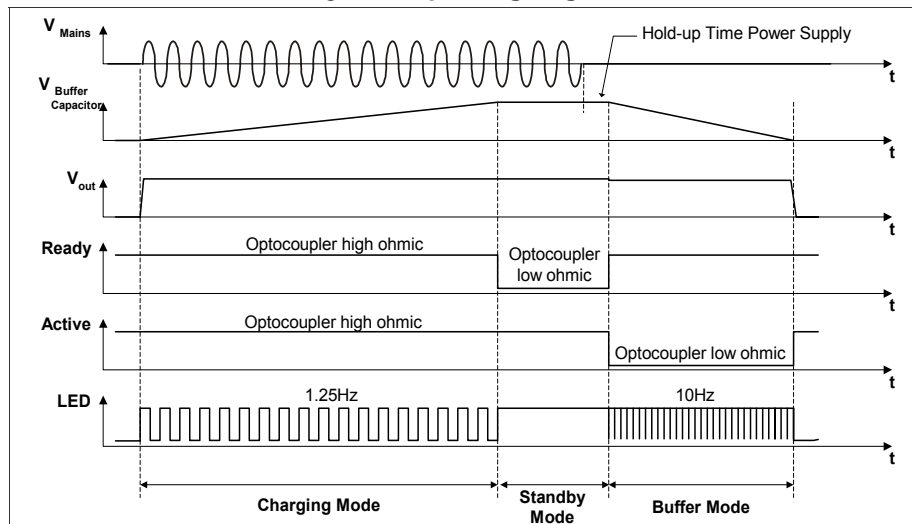 V Mains
Hold-up Time Power Supply
t
V Buffer
Capacitor
t
Vout
t
Ready
Optocoupler high ohmic
Optocoupler
low ohmic
t
Active
Optocoupler high ohmic
Optocoupler low ohmic
t
LED
1.25Hz
10Hz
t
Charging Mode
Standby
Mode
Buffer Mode